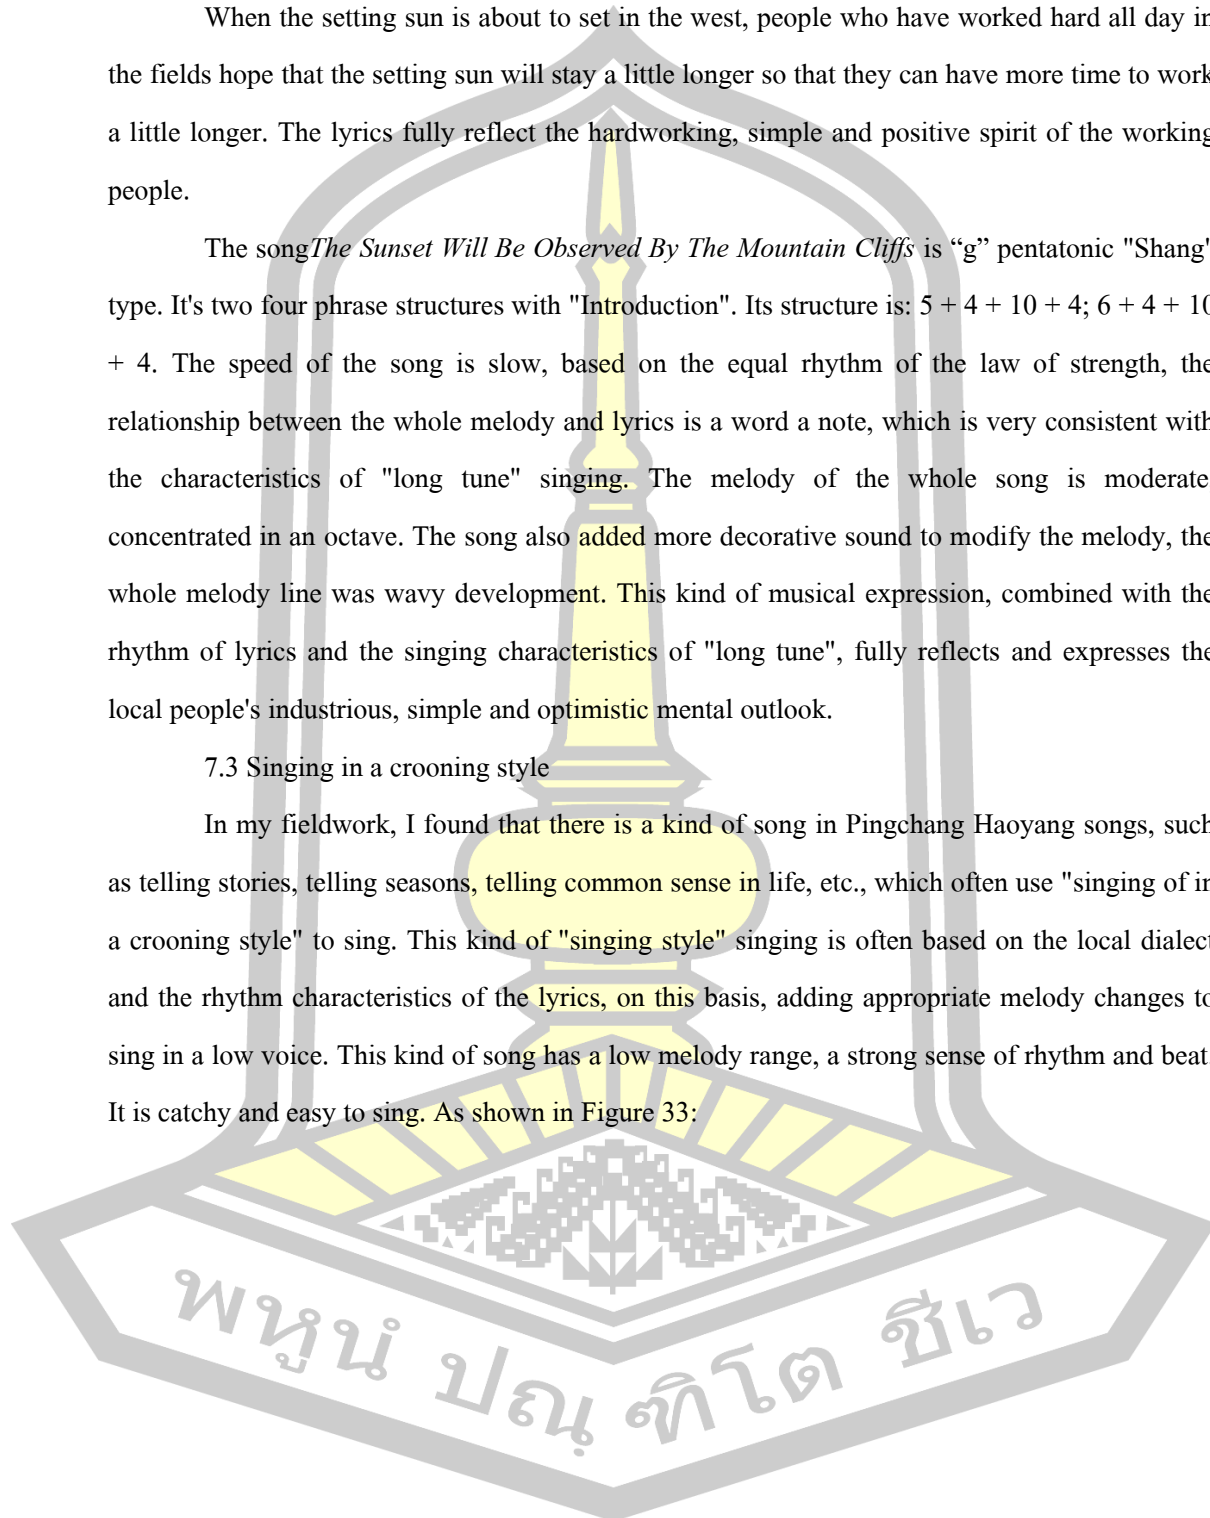 When the setting sun is about to set in the west, people who have worked hard all day in
the fields hope that the setting sun will stay a little longer so that they can have more time to work
a little longer. The lyrics fully reflect the hardworking, simple and positive spirit of the working
people.
The song The Sunset Will Be Observed By The Mountain Cliffs is “g” pentatonic "Shang"
type. It's two four phrase structures with "Introduction". Its structure is: 5 + 4 + 10 + 4; 6 + 4 + 10
+ 4. The speed of the song is slow, based on the equal rhythm of the law of strength, the
relationship between the whole melody and lyrics is a word a note, which is very consistent with
the characteristics of "long tune" singing. The melody of the whole song is moderate
concentrated in an octave. The song also added more decorative sound to modify the melody, the
whole melody line was wavy development. This kind of musical expression, combined with the
rhythm of lyrics and the singing characteristics of "long tune", fully reflects and expresses the
local people's industrious, simple and optimistic mental outlook.
7.3 Singing in a crooning style
In my fieldwork, I found that there is a kind of song in Pingchang Haoyang songs, such
as telling stories, telling seasons, telling common sense in life, etc., which often use "singing of in
a crooning style" to sing. This kind of "singing style" singing is often based on the local dialect
and the rhythm characteristics of the lyrics, on this basis, adding appropriate melody changes to
sing in a low voice. This kind of song has a low melody range, a strong sense of rhythm and beat.
It is catchy and easy to sing. As shown in Figure 33:
พหูนํ ปณฺ ฑิโต ชีเว